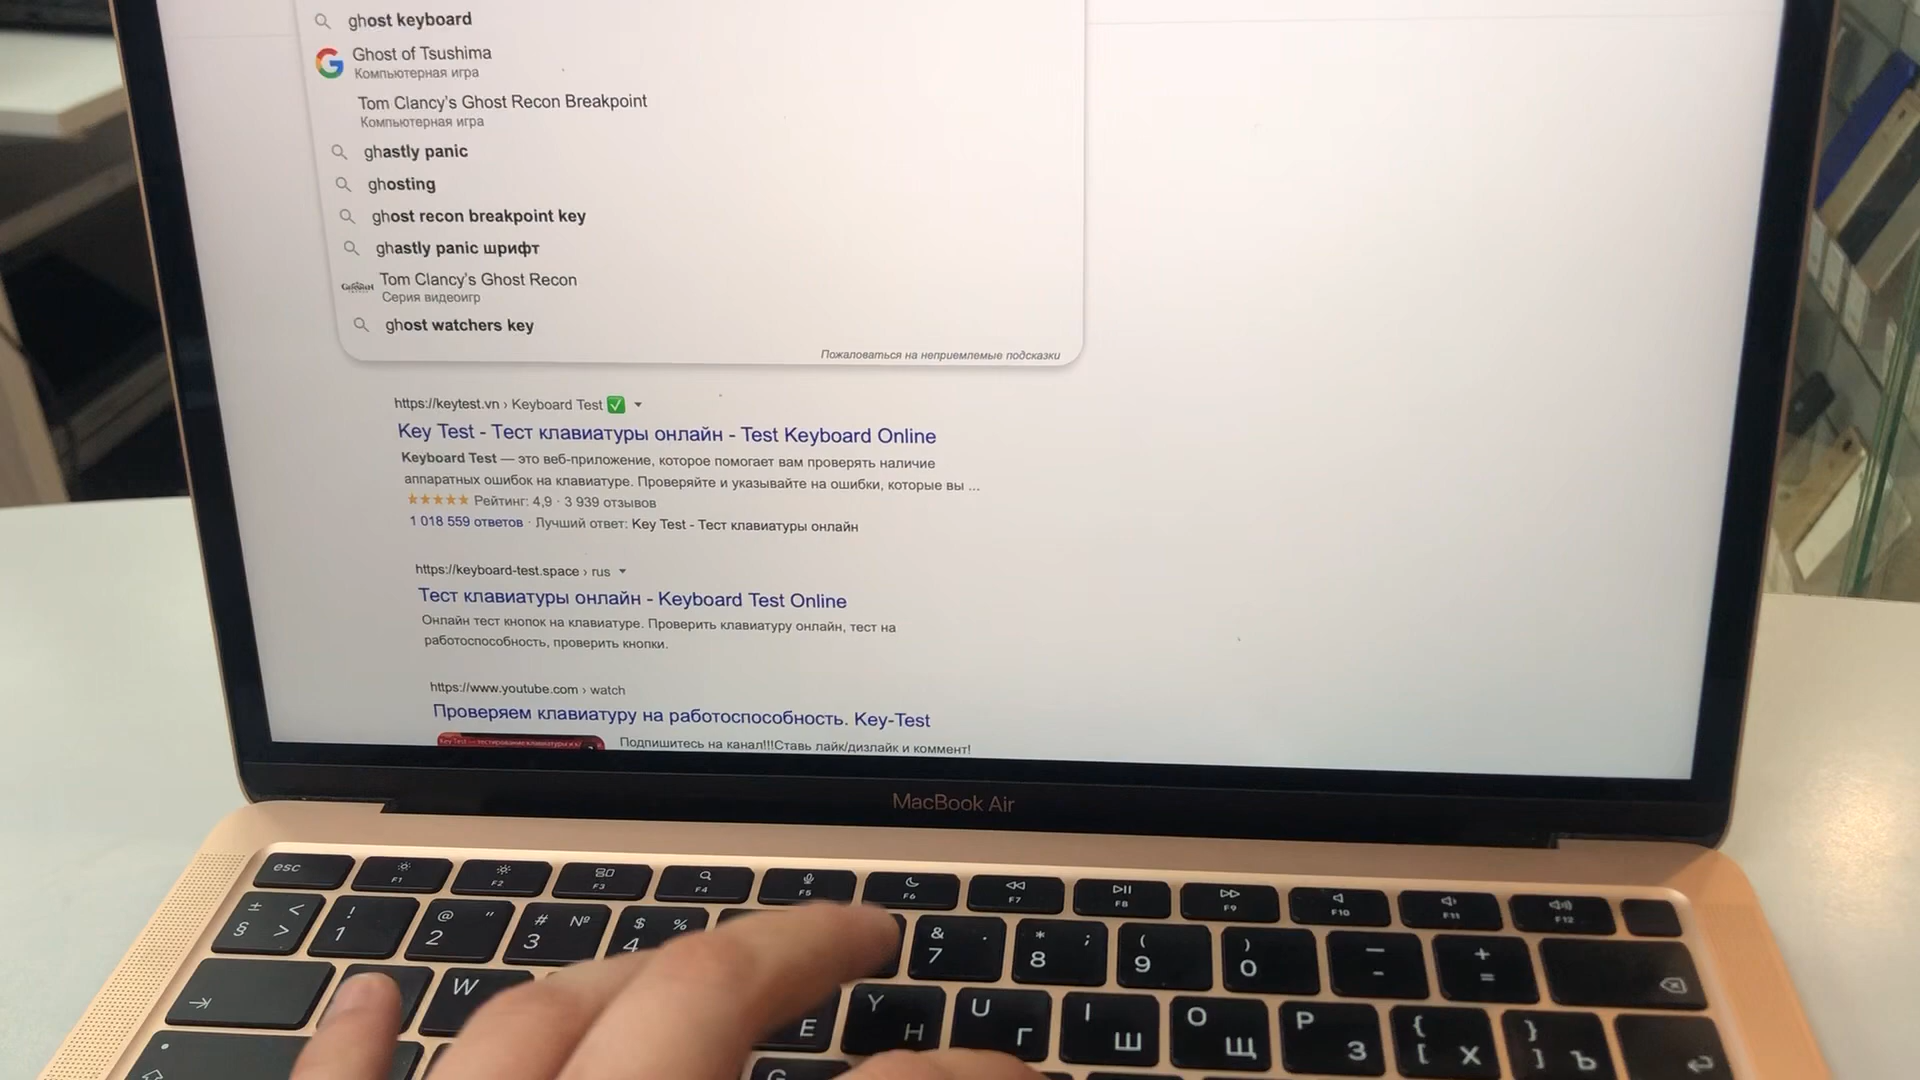 ghost keyboard
Ghost of Tsushima
Компьютерная игра
Tom Clancy's Ghost Recon Breakpoint
Компьютерная игра
ghastly panic
ghosting
ghost recon breakpoint key
ghastly panic шрифт
Tom Clancy's Ghost Recon
Серия видеоигр
ghost watchers key
Пожаловаться на неприемлемые подсказки
https://keytest.vn › Keyboard Test ✅
Key Test - Тест клавиатуры онлайн - Test Keyboard Online
Keyboard Test — это веб-приложение, которое помогает вам проверять наличие
аппаратных ошибок на клавиатуре. Проверяйте и указывайте на ошибки, которые вы ...
★★★★★ Рейтинг: 4,9 · 3 939 отзывов
1 018 559 ответов · Лучший ответ: Key Test - Тест клавиатуры онлайн
https://keyboard-test.space › rus
Тест клавиатуры онлайн - Keyboard Test Online
Онлайн тест кнопок на клавиатуре. Проверить клавиатуру онлайн, тест на
работоспособность, проверить кнопки.
https://www.youtube.com › watch
Проверяем клавиатуру на работоспособность. Key-Test
Подпишитесь на канал!!!Ставь лайк/дизлайк и коммент!
MacBook Air
esc F1 F2 F3 F4 F5 F6 F7 F8 F9 F10 F11 F12
± < § > ! 1 @ " 2 # № 3 $ % 4 & . 7 * ; 8 ( 9 ) 0 — - + =
W E Y Н U Г I Ш O Щ P З { [ Х } ] Ъ
G